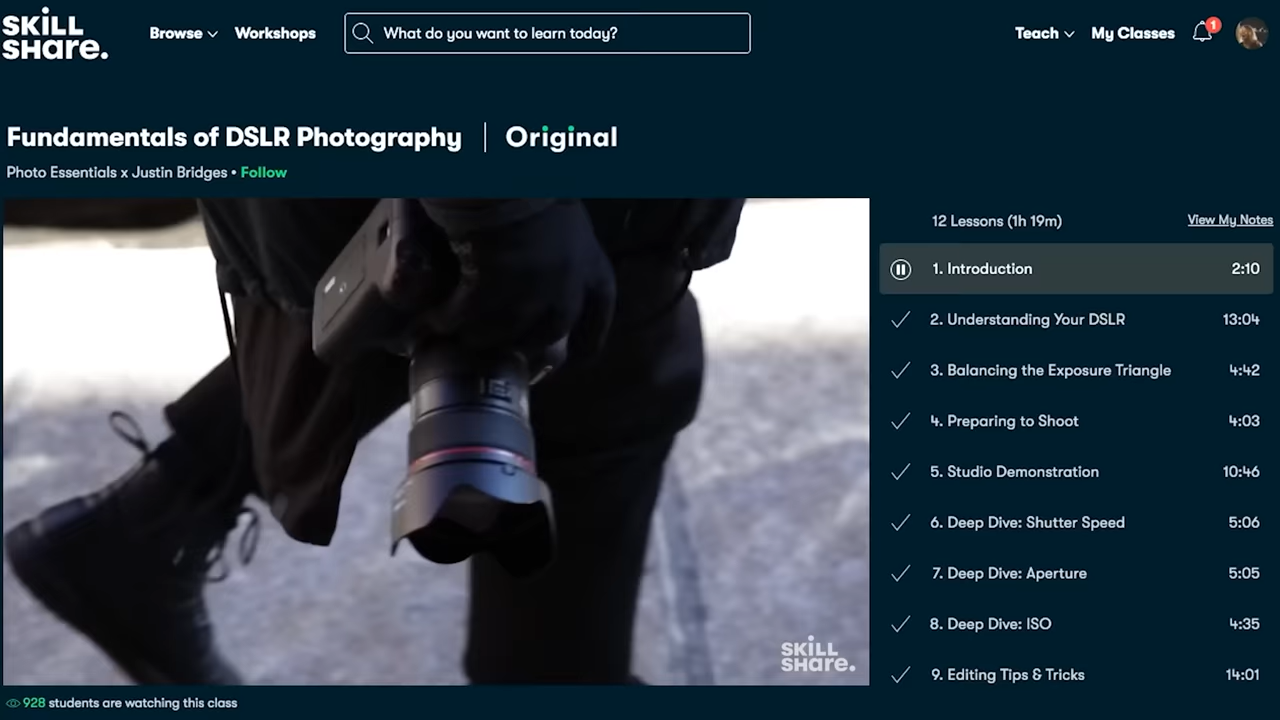 SKILL
SHARE.
Browse
Workshops
What do you want to learn today?
Teach
My Classes
1
Fundamentals of DSLR Photography
Original
Photo Essentials x Justin Bridges • Follow
12 Lessons (1h 19m)
View My Notes
1. Introduction 2:10
2. Understanding Your DSLR 13:04
3. Balancing the Exposure Triangle 4:42
4. Preparing to Shoot 4:03
5. Studio Demonstration 10:46
6. Deep Dive: Shutter Speed 5:06
7. Deep Dive: Aperture 5:05
8. Deep Dive: ISO 4:35
9. Editing Tips & Tricks 14:01
SKILL
SHARE.
928 students are watching this class